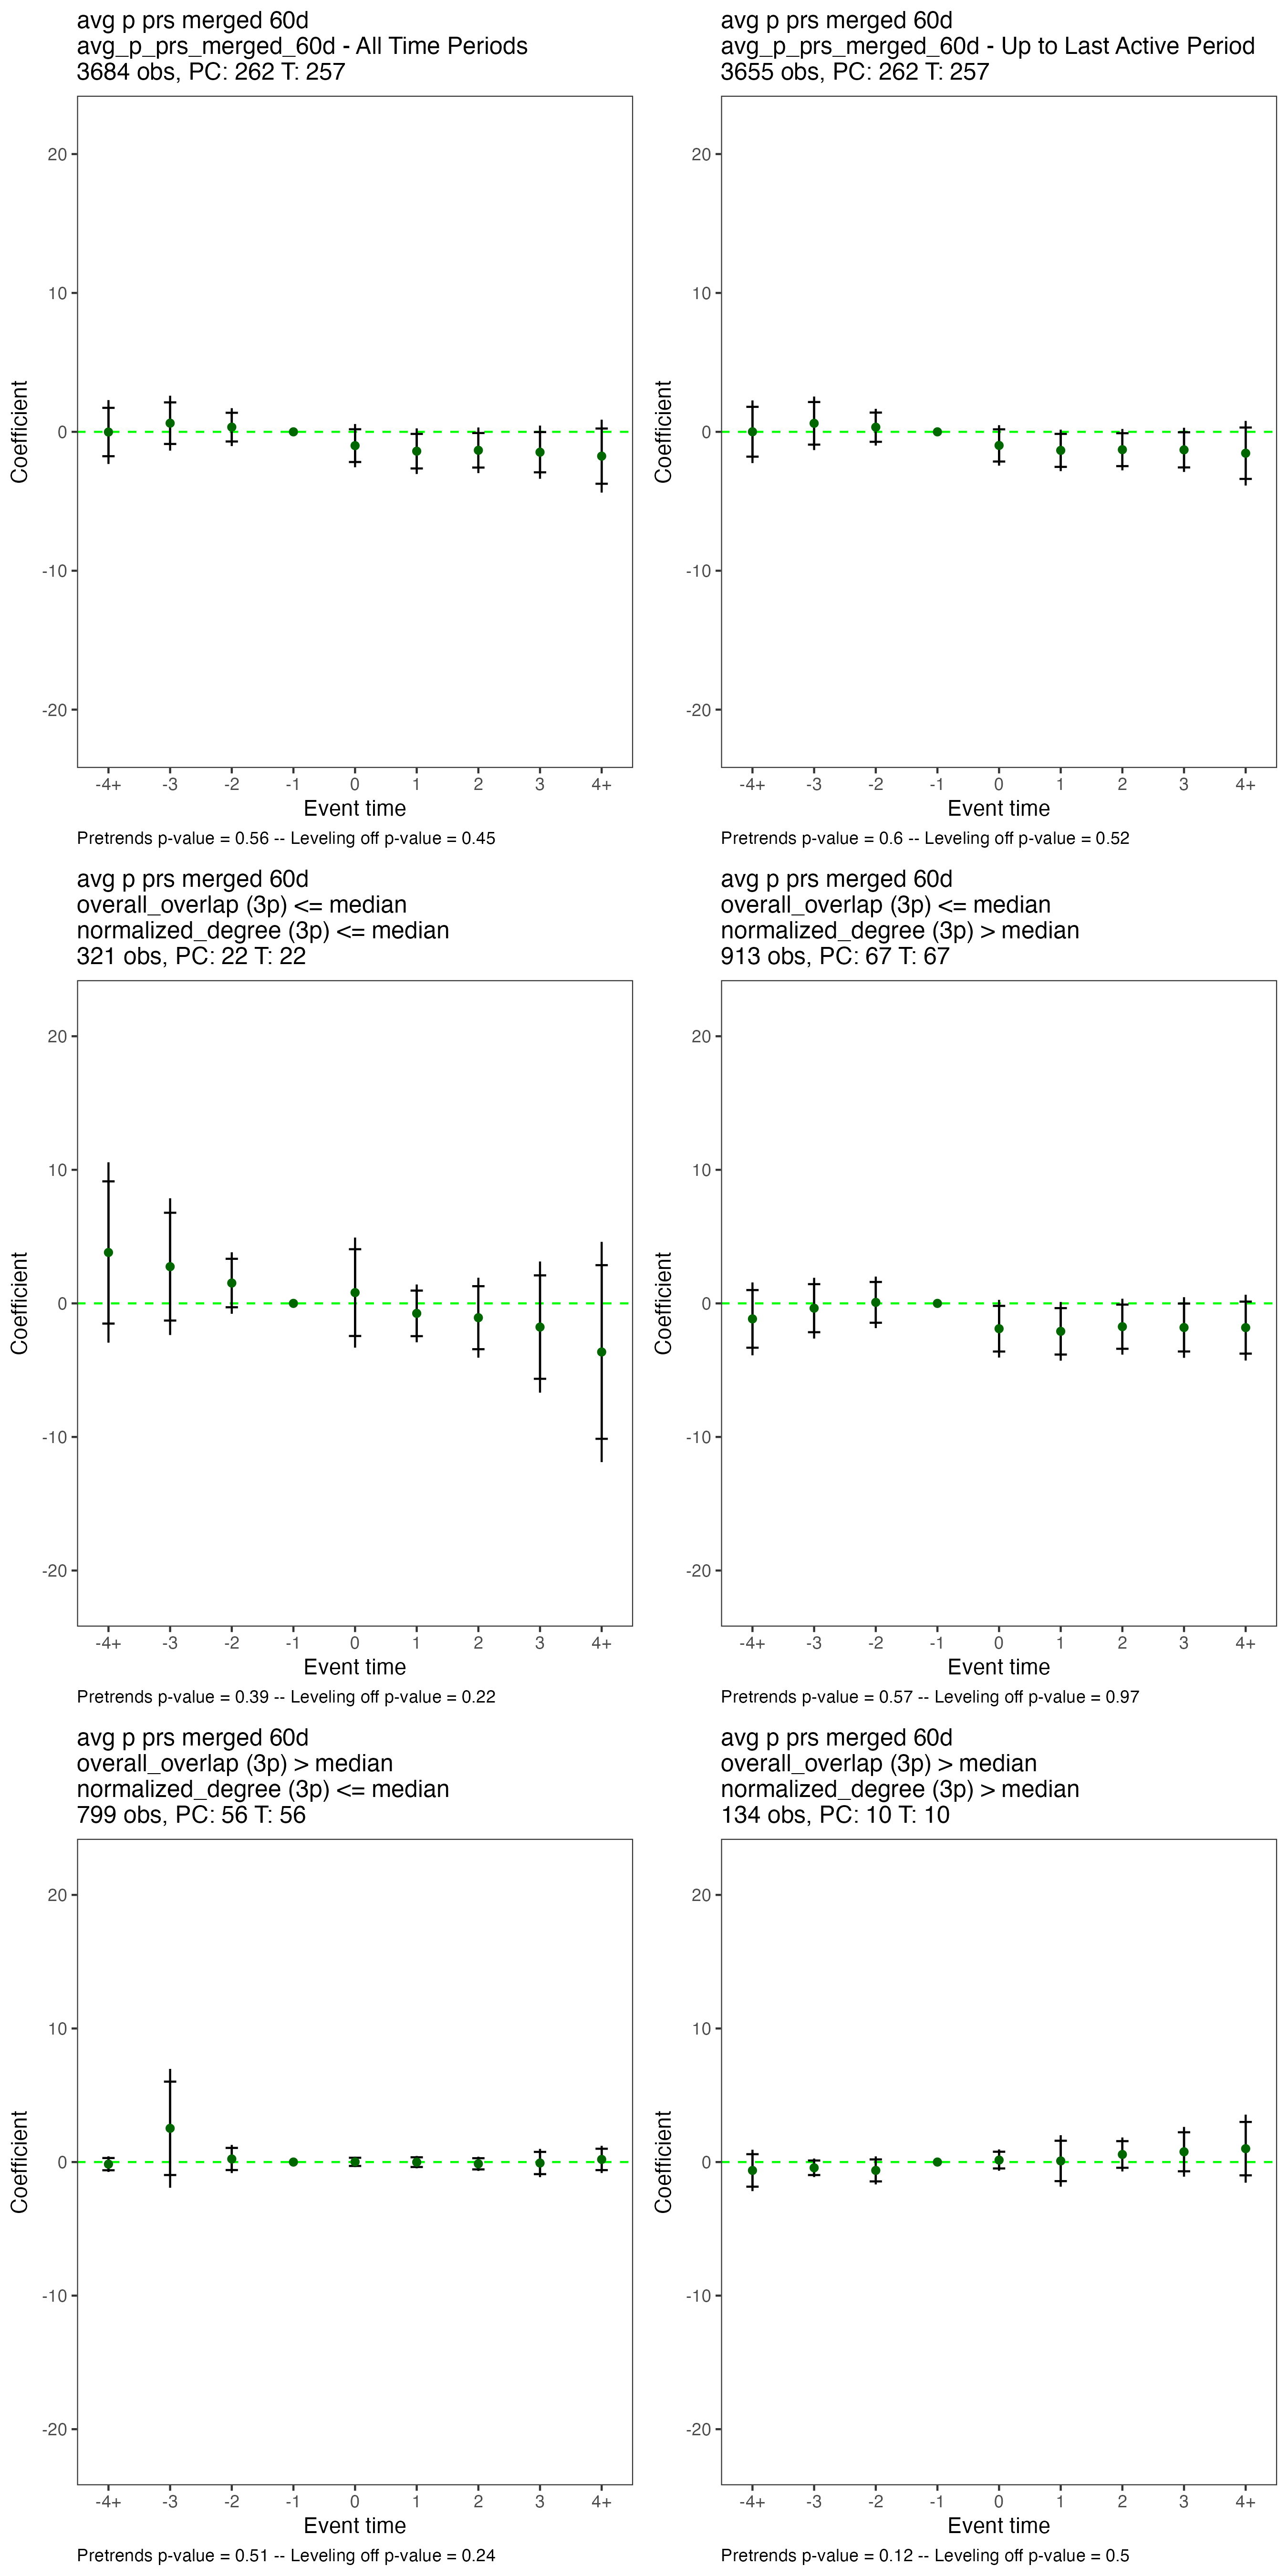 avg p prs merged 60d
avg_p_prs_merged_60d - All Time Periods
3684 obs, PC: 262 T: 257
20
10
0
-10
-20
Coefficient
-4+ -3 -2 -1 0 1 2 3 4+
Event time
Pretrends p-value = 0.56 -- Leveling off p-value = 0.45
avg p prs merged 60d
avg_p_prs_merged_60d - Up to Last Active Period
3655 obs, PC: 262 T: 257
20
10
0
-10
-20
Coefficient
-4+ -3 -2 -1 0 1 2 3 4+
Event time
Pretrends p-value = 0.6 -- Leveling off p-value = 0.52
avg p prs merged 60d
overall_overlap (3p) <= median
normalized_degree (3p) <= median
321 obs, PC: 22 T: 22
20
10
0
-10
-20
Coefficient
-4+ -3 -2 -1 0 1 2 3 4+
Event time
Pretrends p-value = 0.39 -- Leveling off p-value = 0.22
avg p prs merged 60d
overall_overlap (3p) <= median
normalized_degree (3p) > median
913 obs, PC: 67 T: 67
20
10
0
-10
-20
Coefficient
-4+ -3 -2 -1 0 1 2 3 4+
Event time
Pretrends p-value = 0.57 -- Leveling off p-value = 0.97
avg p prs merged 60d
overall_overlap (3p) > median
normalized_degree (3p) <= median
799 obs, PC: 56 T: 56
20
10
0
-10
-20
Coefficient
-4+ -3 -2 -1 0 1 2 3 4+
Event time
Pretrends p-value = 0.51 -- Leveling off p-value = 0.24
avg p prs merged 60d
overall_overlap (3p) > median
normalized_degree (3p) > median
134 obs, PC: 10 T: 10
20
10
0
-10
-20
Coefficient
-4+ -3 -2 -1 0 1 2 3 4+
Event time
Pretrends p-value = 0.12 -- Leveling off p-value = 0.5